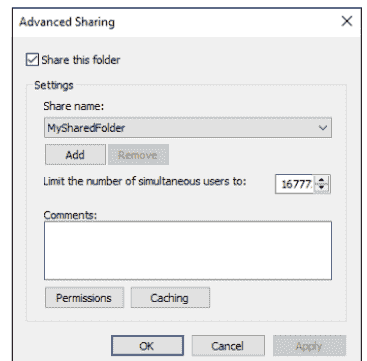 Advanced Sharing
Share this folder
Settings
Share name:
MySharedFolder
Add Remove
Limit the number of simultaneous users to: 16777
Comments:
Permissions Caching
OK Cancel Apply